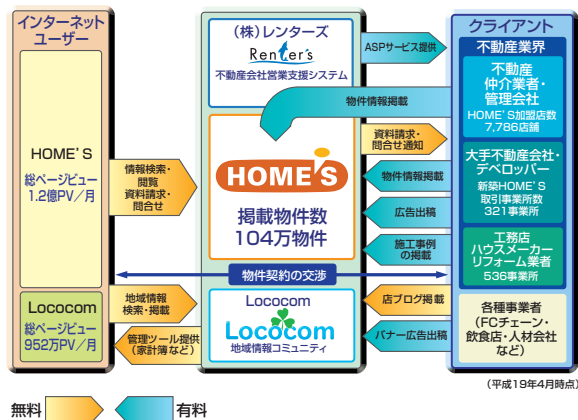 インターネット
ユーザー
HOME'S
総ページビュー
1.2億PV／月
Lococom
総ページビュー
952万PV／月
情報検索・
閲覧
資料請求・
問合せ
地域情報
検索・掲載
管理ツール提供
（家計簿など）
（株）レンターズ
Renter's
不動産会社営業支援システム
HOME'S
掲載物件数
104万物件
物件契約の交渉
Lococom
Lococom
地域情報コミュニティ
ASPサービス提供
物件情報掲載
資料請求・
問合せ通知
物件情報掲載
広告出稿
施工事例
の掲載
店ブログ掲載
バナー広告出稿
クライアント
不動産業界
不動産
仲介業者・
管理会社
HOME'S加盟店数
7,786店舗
大手不動産会社・
デベロッパー
新築HOME'S
取引事業所数
321事業所
工務店
ハウスメーカー
リフォーム業者
536事業所
各種事業者
（FCチェーン・
飲食店・人材会社
など）
（平成19年4月時点）
無料
有料